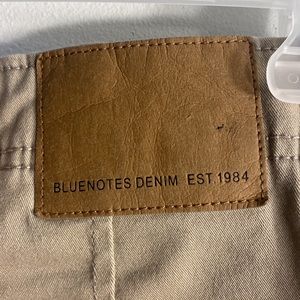 BLUENOTES DENIM EST 1984